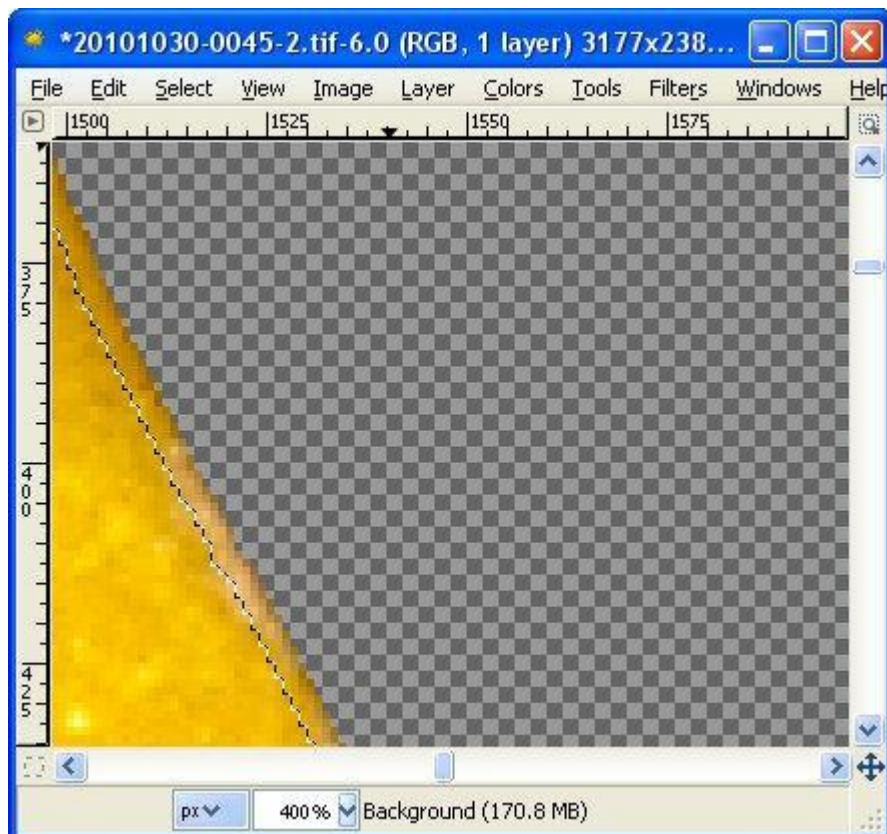 *20101030-0045-2.tif-6.0 (RGB, 1 layer) 3177x238...
File Edit Select View Image Layer Colors Tools Filters Windows Help
1500 1525 1550 1575
375
400
425
px 400% Background (170.8 MB)